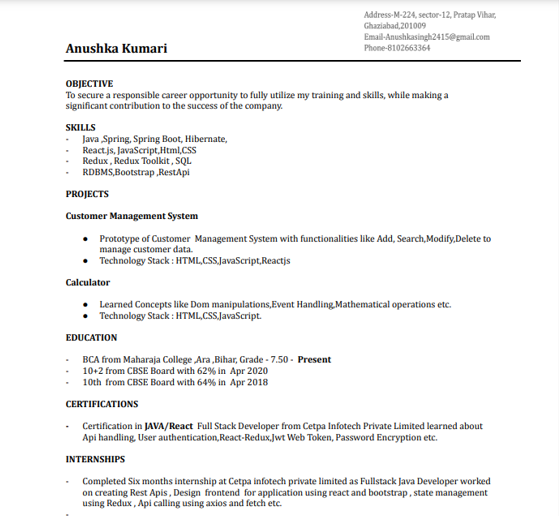 Address-M-224, sector-12, Pratap Vihar,
Ghaziabad,201009
Email-Anushkasingh2415@gmail.com
Phone-8102663364
Anushka Kumari
OBJECTIVE
To secure a responsible career opportunity to fully utilize my training and skills, while making a
significant contribution to the success of the company.
SKILLS
- Java ,Spring, Spring Boot, Hibernate,
- React.js, JavaScript,Html,CSS
- Redux , Redux Toolkit , SQL
- RDBMS,Bootstrap ,RestApi
PROJECTS
Customer Management System
● Prototype of Customer Management System with functionalities like Add, Search,Modify,Delete to
manage customer data.
● Technology Stack : HTML,CSS,JavaScript,Reactjs
Calculator
● Learned Concepts like Dom manipulations,Event Handling,Mathematical operations etc.
● Technology Stack : HTML,CSS,JavaScript.
EDUCATION
- BCA from Maharaja College ,Ara ,Bihar, Grade - 7.50 - Present
- 10+2 from CBSE Board with 62% in Apr 2020
- 10th from CBSE Board with 64% in Apr 2018
CERTIFICATIONS
- Certification in JAVA/React Full Stack Developer from Cetpa Infotech Private Limited learned about
Api handling, User authentication,React-Redux,Jwt Web Token, Password Encryption etc.
INTERNSHIPS
- Completed Six months internship at Cetpa infotech private limited as Fullstack Java Developer worked
on creating Rest Apis , Design frontend for application using react and bootstrap , state management
using Redux , Api calling using axios and fetch etc.
-